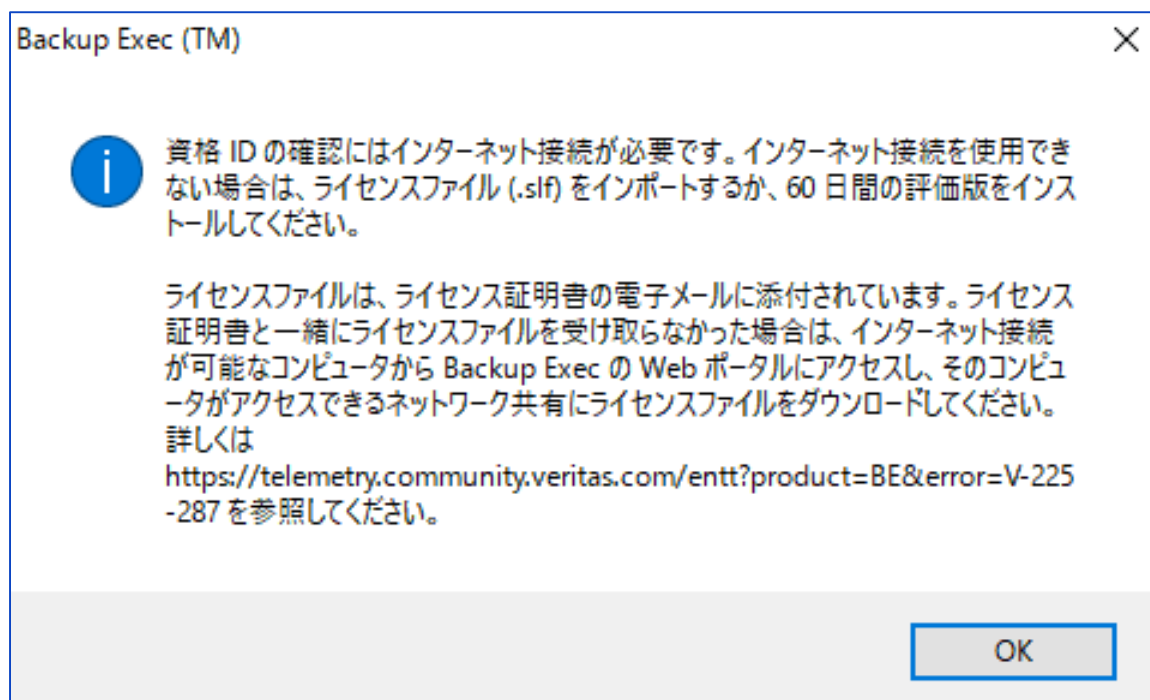 Backup Exec (TM)
資格 ID の確認にはインターネット接続が必要です。インターネット接続を使用でき
ない場合は、ライセンスファイル (.slf) をインポートするか、60 日間の評価版をインス
トールしてください。
ライセンスファイルは、ライセンス証明書の電子メールに添付されています。ライセンス
証明書と一緒にライセンスファイルを受け取らなかった場合は、インターネット接続
が可能なコンピュータから Backup Exec の Web ポータルにアクセスし、そのコンピュ
ータがアクセスできるネットワーク共有にライセンスファイルをダウンロードしてください。
詳しくは
https://telemetry.community.veritas.com/entt?product=BE&error=V-225
-287 を参照してください。
OK